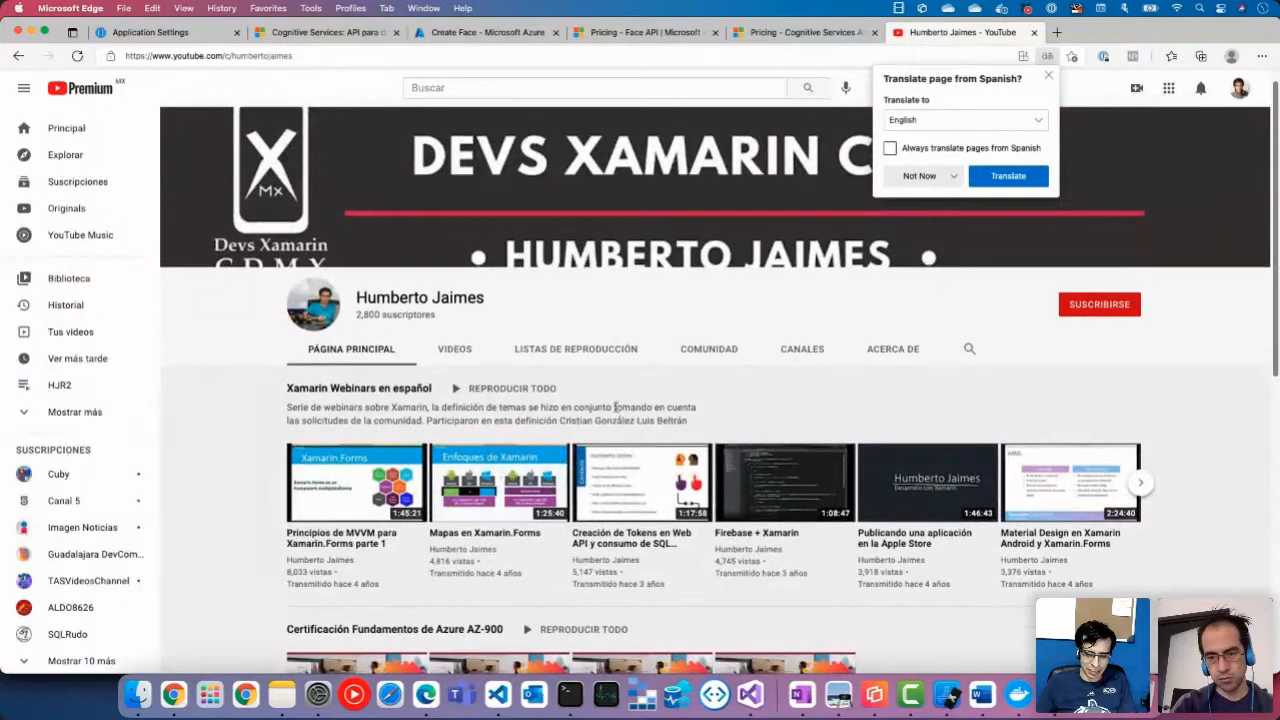 Microsoft Edge File Edit View History Favorites Tools Profiles Tab Window Help
Application Settings
Cognitive Services: API para d
Create Face - Microsoft Azure
Pricing - Face API | Microsoft
Pricing - Cognitive Services A
Humberto Jaimes - YouTube
https://www.youtube.com/c/humbertojaimes
Premium MX
Buscar
Translate page from Spanish?
Translate to
English
Always translate pages from Spanish
Not Now
Translate
Principal
Explorar
Suscripciones
Originals
YouTube Music
Biblioteca
Historial
Tus videos
Ver más tarde
HJR2
Mostrar más
SUSCRIPCIONES
Cuby
Canal 5
Imagen Noticias
Guadalajara DevCom...
TASVideosChannel
ALDO8626
SQLRudo
Mostrar 10 más
X
Mx
Devs Xamarin
CDMX
DEVS XAMARIN C
• HUMBERTO JAIMES •
Humberto Jaimes
2,800 suscriptores
SUSCRIBIRSE
PÁGINA PRINCIPAL
VIDEOS
LISTAS DE REPRODUCCIÓN
COMUNIDAD
CANALES
ACERCA DE
Xamarin Webinars en español
REPRODUCIR TODO
Serie de webinars sobre Xamarin, la definición de temas se hizo en conjunto tomando en cuenta
las solicitudes de la comunidad. Participaron en esta definición Cristian González Luis Beltrán
Xamarin.Forms
1:45:21
Principios de MVVM para
Xamarin.Forms parte 1
Humberto Jaimes
8,033 vistas •
Transmitido hace 4 años
Enfoques de Xamarin
1:25:40
Mapas en Xamarin.Forms
Humberto Jaimes
4,816 vistas •
Transmitido hace 4 años
Humberto Jaimes
1:17:58
Creación de Tokens en Web
API y consumo de SQL...
Humberto Jaimes
5,147 vistas •
Transmitido hace 3 años
1:08:47
Firebase + Xamarin
Humberto Jaimes
4,745 vistas •
Transmitido hace 3 años
Humberto Jaimes
1:46:43
Publicando una aplicación
en la Apple Store
Humberto Jaimes
3,918 vistas •
Transmitido hace 4 años
XAML
2:24:40
Material Design en Xamarin
Android y Xamarin.Forms
Humberto Jaimes
3,376 vistas •
Transmitido hace 4 años
Certificación Fundamentos de Azure AZ-900
REPRODUCIR TODO